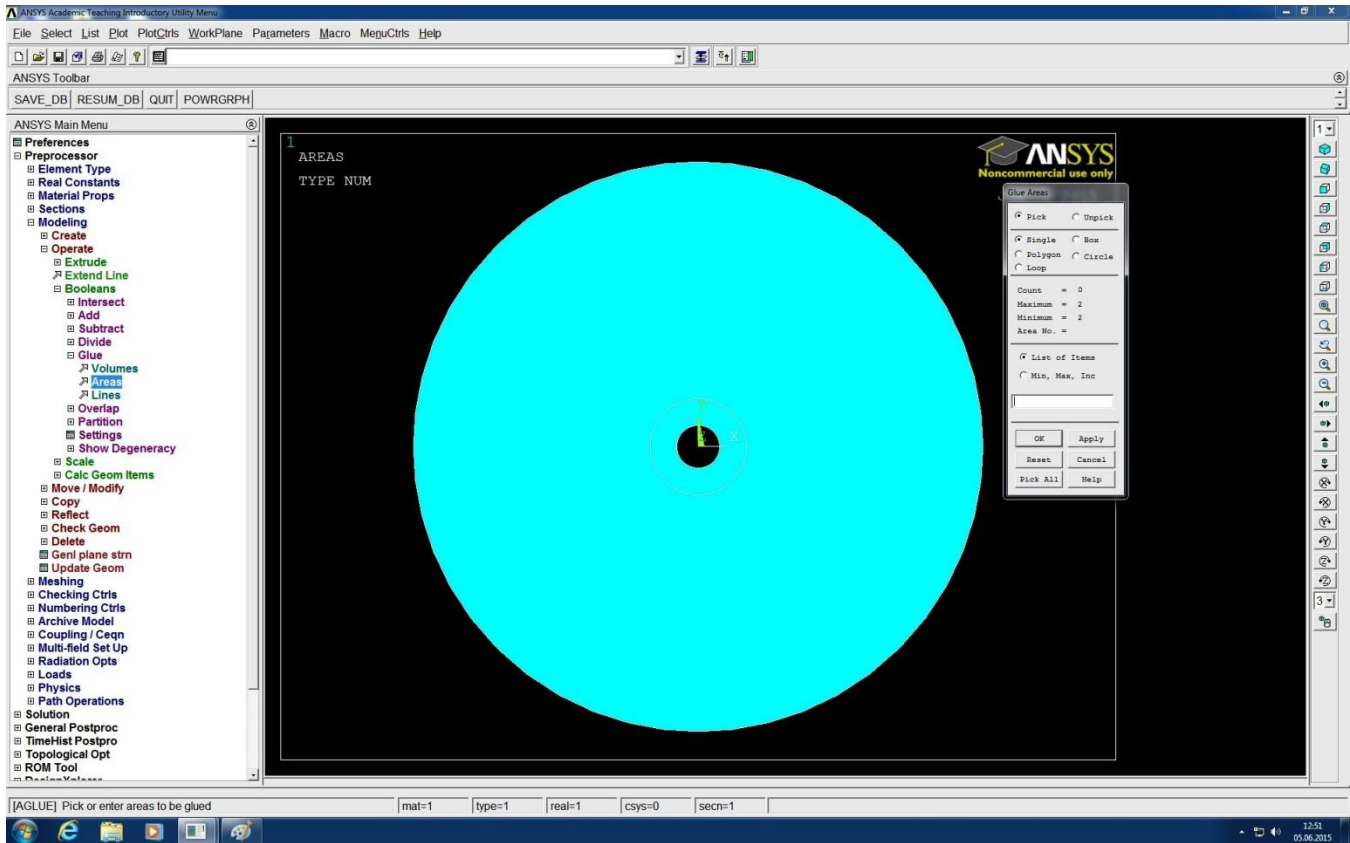 ANSYS Academic Teaching Introductory Utility Menu
File Select List Plot PlotCtrls WorkPlane Parameters Macro MenuCtrls Help
ANSYS Toolbar
SAVE_DB RESUM_DB QUIT POWRGRPH
ANSYS Main Menu
Preferences
Preprocessor
Element Type
Real Constants
Material Props
Sections
Modeling
Create
Operate
Extrude
Extend Line
Booleans
Intersect
Add
Subtract
Divide
Glue
Volumes
Areas
Lines
Overlap
Partition
Settings
Show Degeneracy
Scale
Calc Geom Items
Move / Modify
Copy
Reflect
Check Geom
Delete
Genl plane strn
Update Geom
Meshing
Checking Ctrls
Numbering Ctrls
Archive Model
Coupling / Ceqn
Multi-field Set Up
Radiation Opts
Loads
Physics
Path Operations
Solution
General Postproc
TimeHist Postpro
Topological Opt
ROM Tool
1
AREAS
TYPE NUM
ANSYS
Noncommercial use only
Y
X
Glue Areas
Pick Unpick
Single Box
Polygon Circle
Loop
Count = 0
Maximum = 2
Minimum = 2
Area No. =
List of Items
Min, Max, Inc
OK Apply
Reset Cancel
Pick All Help
1
3
[AGLUE] Pick or enter areas to be glued
mat=1 type=1 real=1 csys=0 secn=1
12:51
05.06.2015